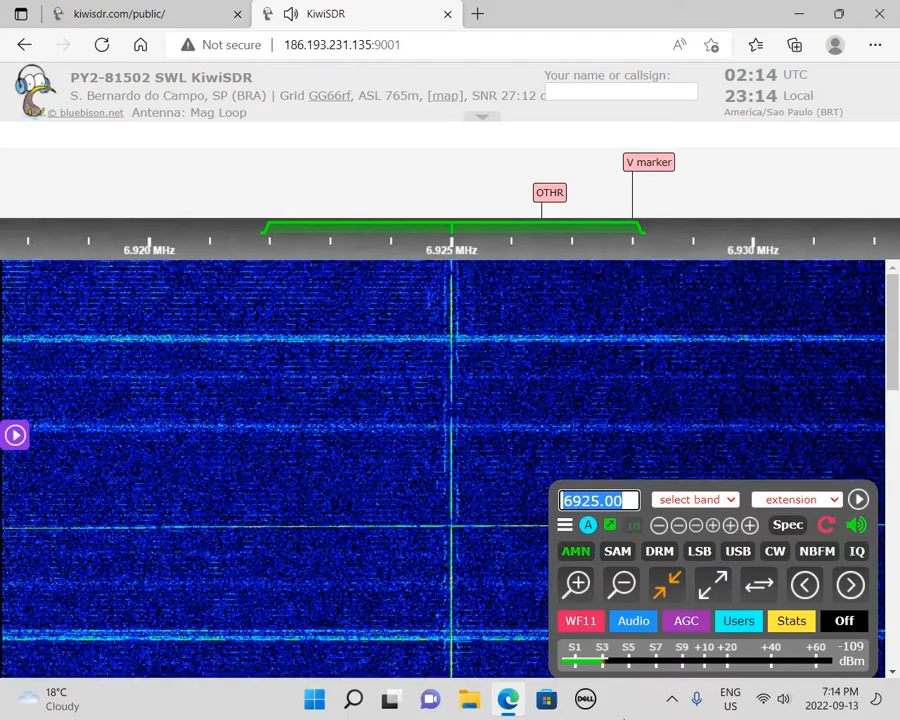 kiwisdr.com/public/
KiwiSDR
Not secure
186.193.231.135:9001
PY2-81502 SWL KiwiSDR
S. Bernardo do Campo, SP (BRA) | Grid GG66rf, ASL 765m, [map], SNR 27:12 c
© bluebison.net
Antenna: Mag Loop
Your name or callsign:
02:14 UTC
23:14 Local
America/Sao Paulo (BRT)
V marker
OTHR
6.920 MHz
6.925 MHz
6.930 MHz
6925.00
select band
extension
A
10
Spec
AMN SAM DRM LSB USB CW NBFM IQ
WF11 Audio AGC Users Stats Off
S1 S3 S5 S7 S9 +10 +20 +40 +60 -109
dBm
18°C
Cloudy
DELL
ENG
US
7:14 PM
2022-09-13